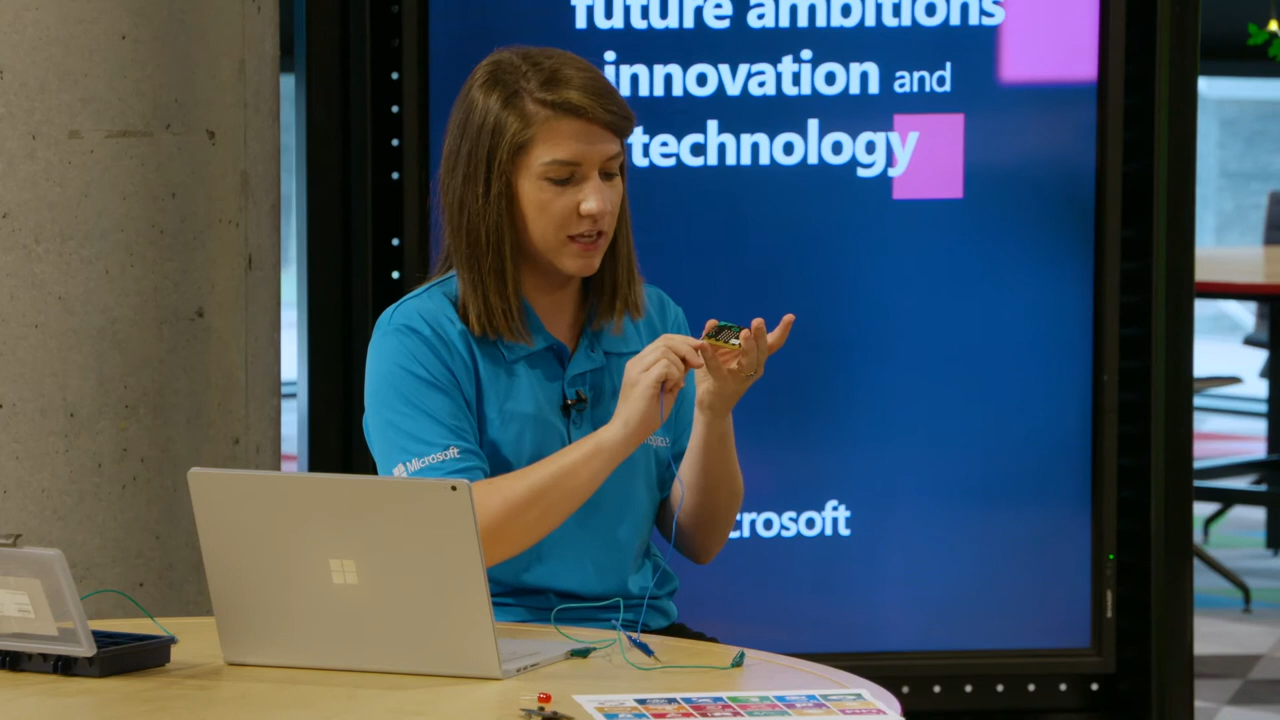 future ambitions
innovation and
technology
Microsoft
crosoft